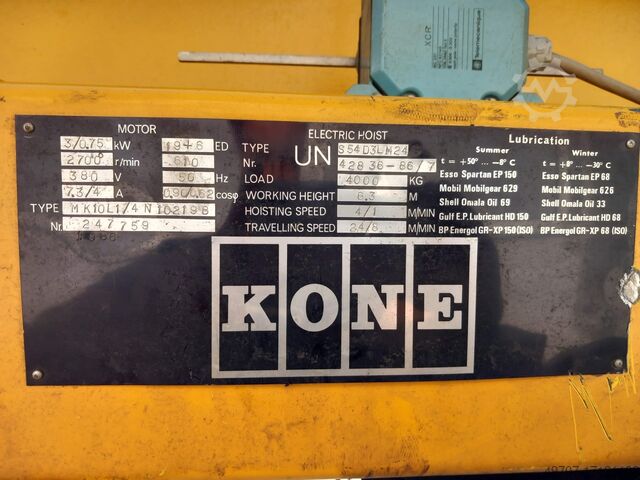 XCR
Telemecanique
MOTOR
3/0.75 kW 19+6 ED
2700 r/min 610
380 V 50 Hz
7.3/4 A 0.90/0.62 cosφ
TYPE MK10L1/4N 102198
Nr. 247759
ELECTRIC HOIST
TYPE UN S54D3LM24
Nr. 42836-86/7
LOAD 4000 KG
WORKING HEIGHT 6.3 M
HOISTING SPEED 4/1 M/MIN
TRAVELLING SPEED 24/6 M/MIN
Lubrication
Summer Winter
t = +50° ... −8°C t = +8° ... −30°C
Esso Spartan EP 150 Esso Spartan EP 68
Mobil Mobilgear 629 Mobil Mobilgear 626
Shell Omala Oil 69 Shell Omala Oil 33
Gulf E.P. Lubricant HD 150 Gulf E.P. Lubricant HD 68
BP Energol GR-XP 150 (ISO) BP Energol GR-XP 68 (ISO)
KONE